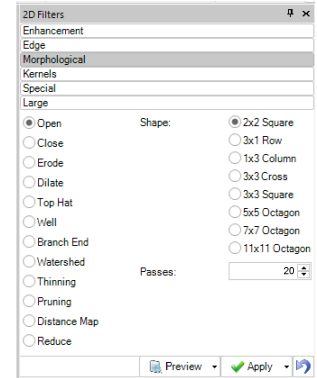 2D Filters
Enhancement
Edge
Morphological
Kernels
Special
Large
Open
Close
Erode
Dilate
Top Hat
Well
Branch End
Watershed
Thinning
Pruning
Distance Map
Reduce
Shape:
2x2 Square
3x1 Row
1x3 Column
3x3 Cross
3x3 Square
5x5 Octagon
7x7 Octagon
11x11 Octagon
Passes:
20
Preview
Apply